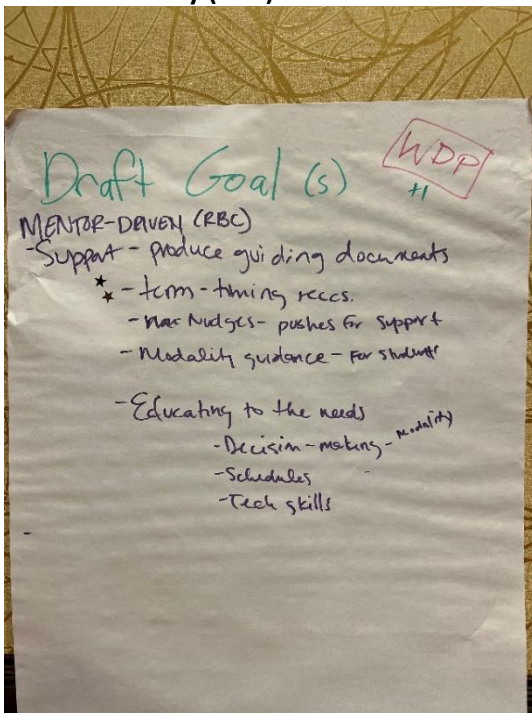 WDP
Draft Goal (s) +1
MENTOR-DRIVEN (RBC)
- Support - produce guiding documents
- term - timing reccs.
- Nudges - pushes for support
- Modality guidance - for students
- Educating to the needs
- Decision-making - modality
- Schedules
- Tech skills